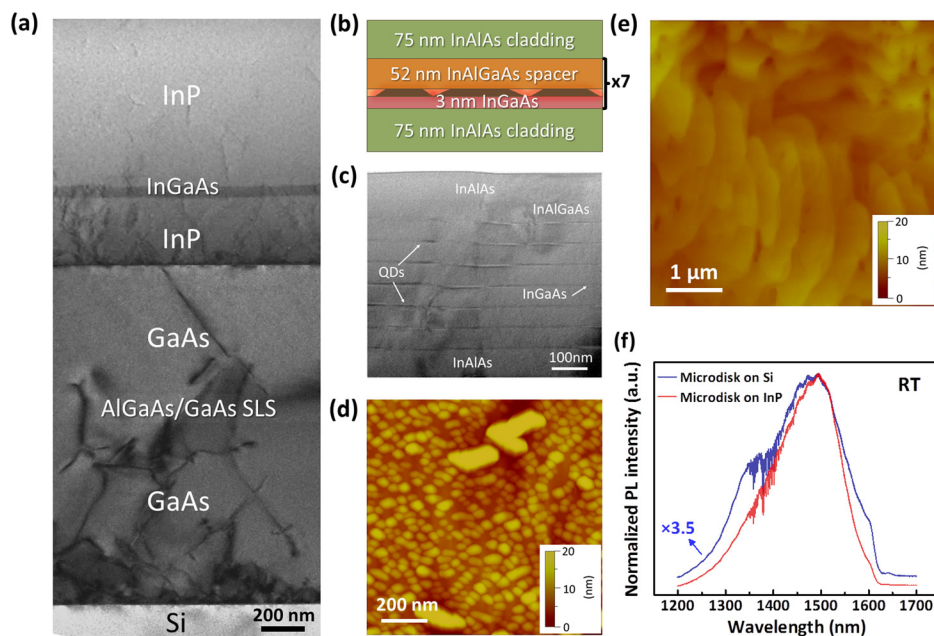 (a)
InP
InGaAs
InP
GaAs
AlGaAs/GaAs SLS
GaAs
Si
200 nm
(b)
75 nm InAlAs cladding
52 nm InAlGaAs spacer
3 nm InGaAs
75 nm InAlAs cladding
x7
(c)
InAlAs
InAlGaAs
QDs
InGaAs
InAlAs
100nm
(d)
200 nm
20
10
0
(nm)
(e)
1 µm
20
10
0
(nm)
(f)
Microdisk on Si
Microdisk on InP
RT
×3.5
Normalized PL intensity (a.u.)
1200 1300 1400 1500 1600 1700
Wavelength (nm)